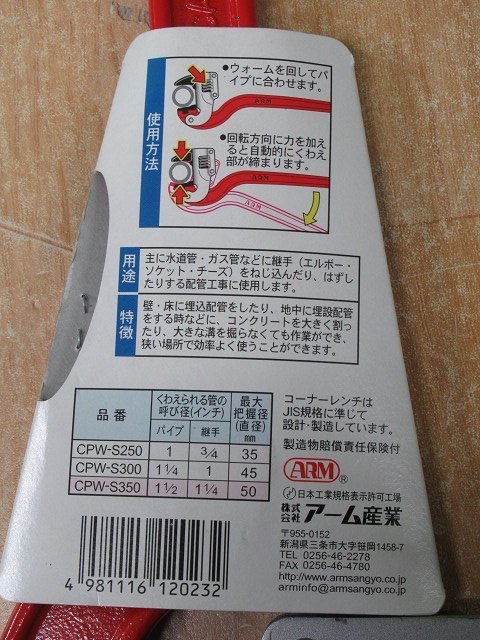 使用方法
●ウォームを回してパ
イプに合わせます。
ARM
●回転方向に力を加え
ると自動的にくわえ
部が締まります。
ARM
用途
主に水道管・ガス管などに継手（エルボー・
ソケット・チーズ）をねじ込んだり、はずし
たりする配管工事に使用します。
特徴
壁・床に埋込配管をしたり、地中に埋設配管
をする時などに、コンクリートを大きく割っ
たり、大きな溝を掘らなくても作業ができ、
狭い場所で効率よく使うことができます。
品番 くわえられる管の呼び径(インチ) 最大把握径(直径)mm
パイプ 継手
CPW-S250 1 3/4 35
CPW-S300 1 1/4 1 45
CPW-S350 1 1/2 1 1/4 50
コーナーレンチは
JIS規格に準じて
設計・製造しています。
製造物賠償責任保険付
ARM ®
日本工業規格表示許可工場
株式会社 アーム産業
〒955-0152
新潟県三条市大字笹岡1458-7
TEL 0256-46-2278
FAX 0256-46-4780
http://www.armsangyo.co.jp
arminfo@armsangyo.co.jp
4 981116 120232